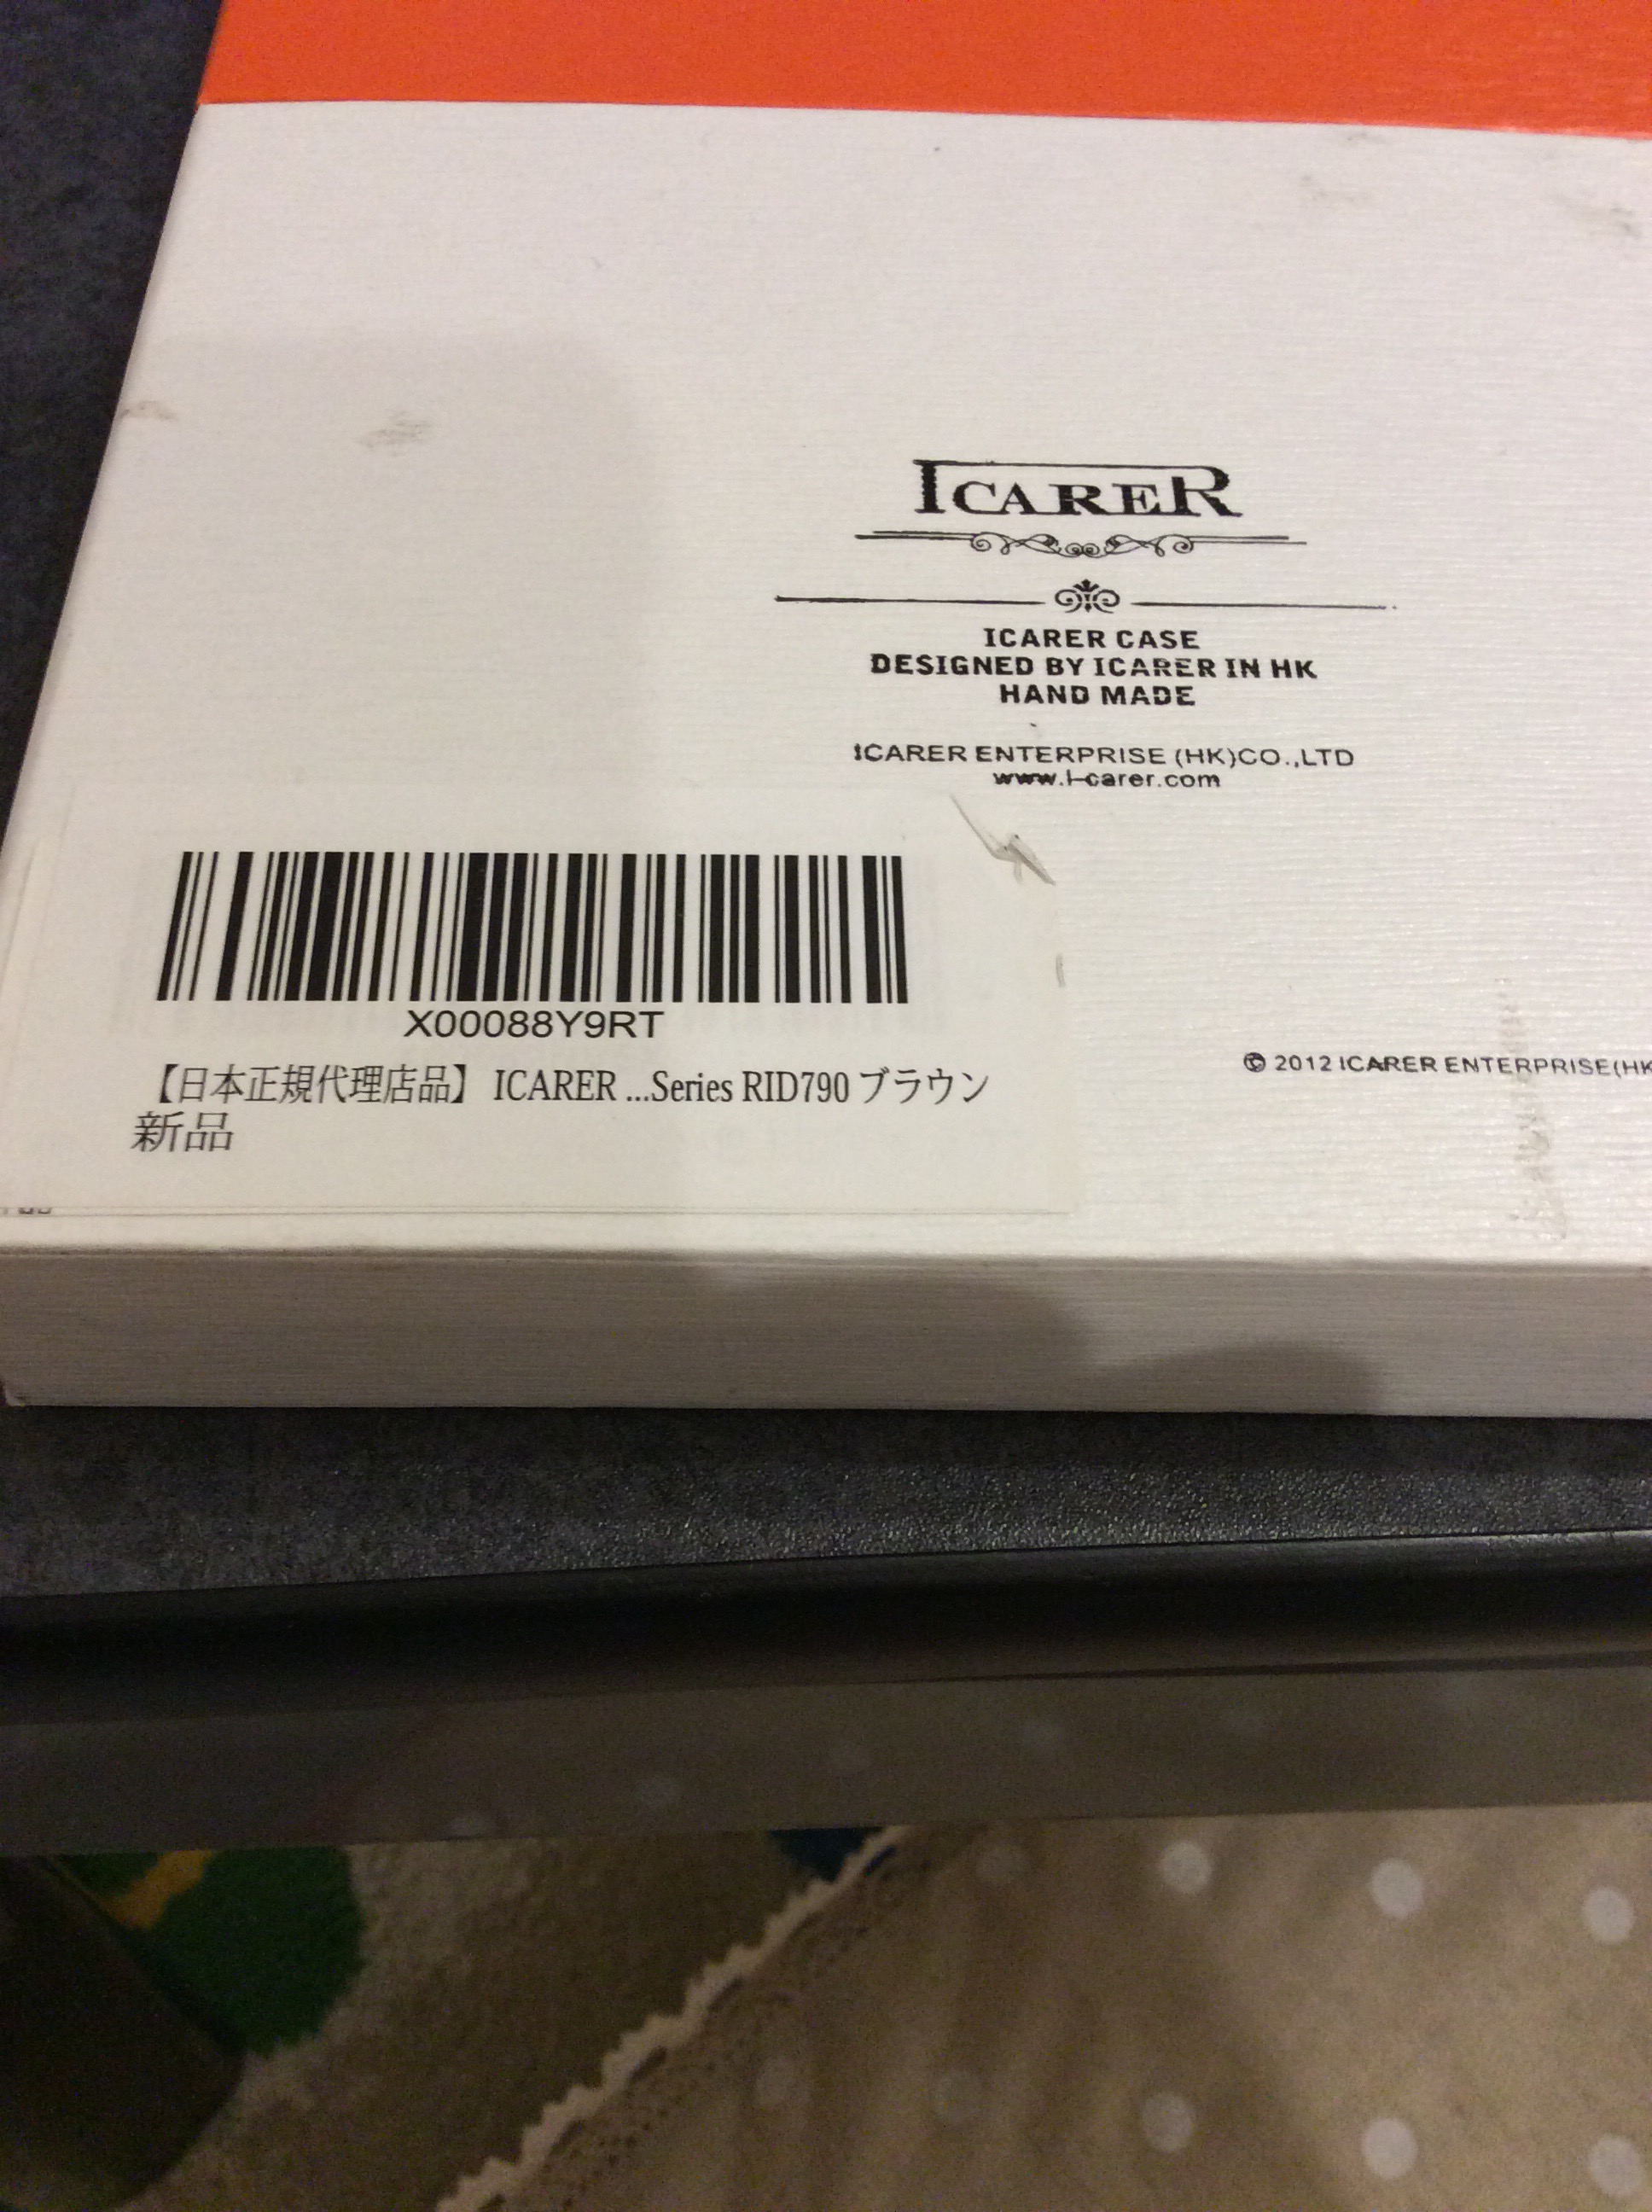 ICARER
ICARER CASE
DESIGNED BY ICARER IN HK
HAND MADE
ICARER ENTERPRISE (HK)CO.,LTD
www.I-carer.com
X00088Y9RT
【日本正規代理店品】 ICARER ...Series RID790 ブラウン
新品
© 2012 ICARER ENTERPRISE(HK